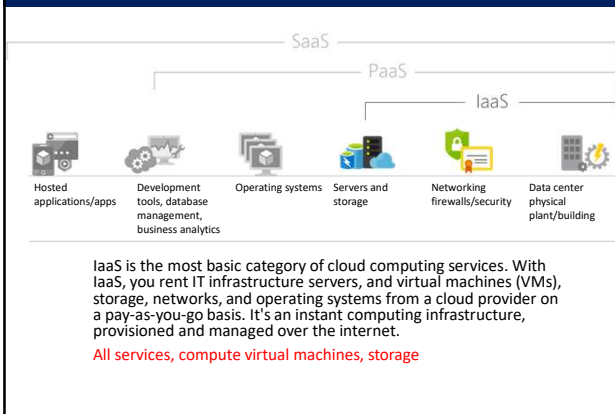 SaaS
PaaS
IaaS
Hosted
applications/apps
Development
tools, database
management,
business analytics
Operating systems
Servers and
storage
Networking
firewalls/security
Data center
physical
plant/building
IaaS is the most basic category of cloud computing services. With
IaaS, you rent IT infrastructure servers, and virtual machines (VMs),
storage, networks, and operating systems from a cloud provider on
a pay-as-you-go basis. It's an instant computing infrastructure,
provisioned and managed over the internet.
All services, compute virtual machines, storage